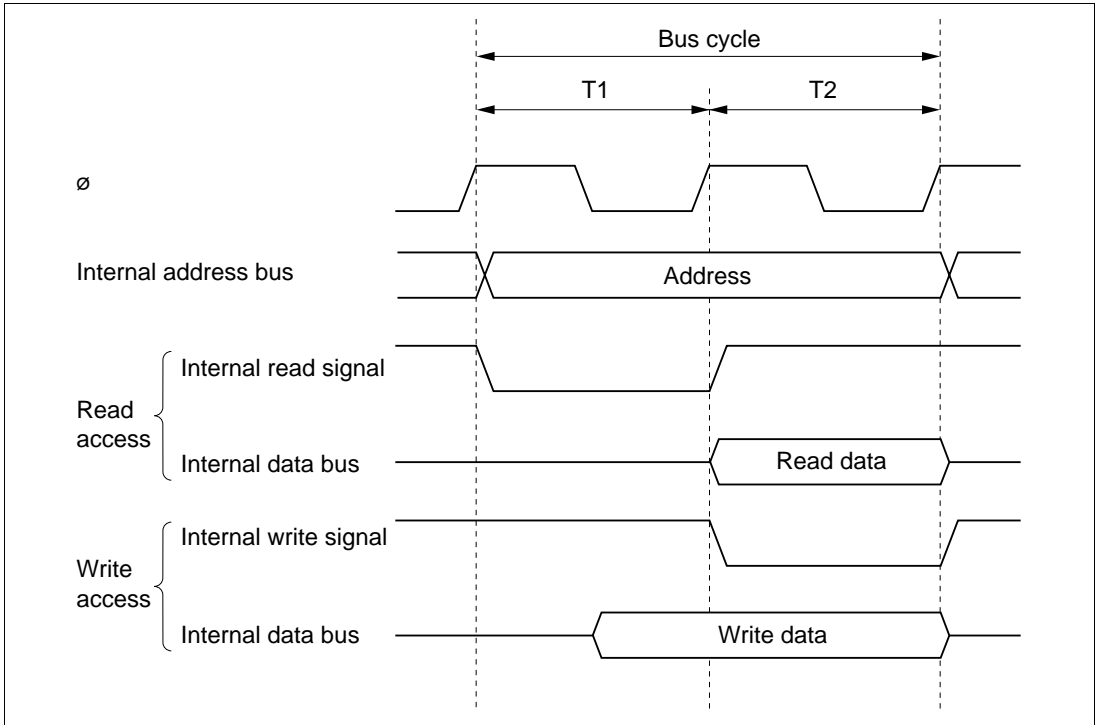 Bus cycle
T1
T2
ø
Internal address bus
Address
Read
access
Internal read signal
Internal data bus
Read data
Write
access
Internal write signal
Internal data bus
Write data